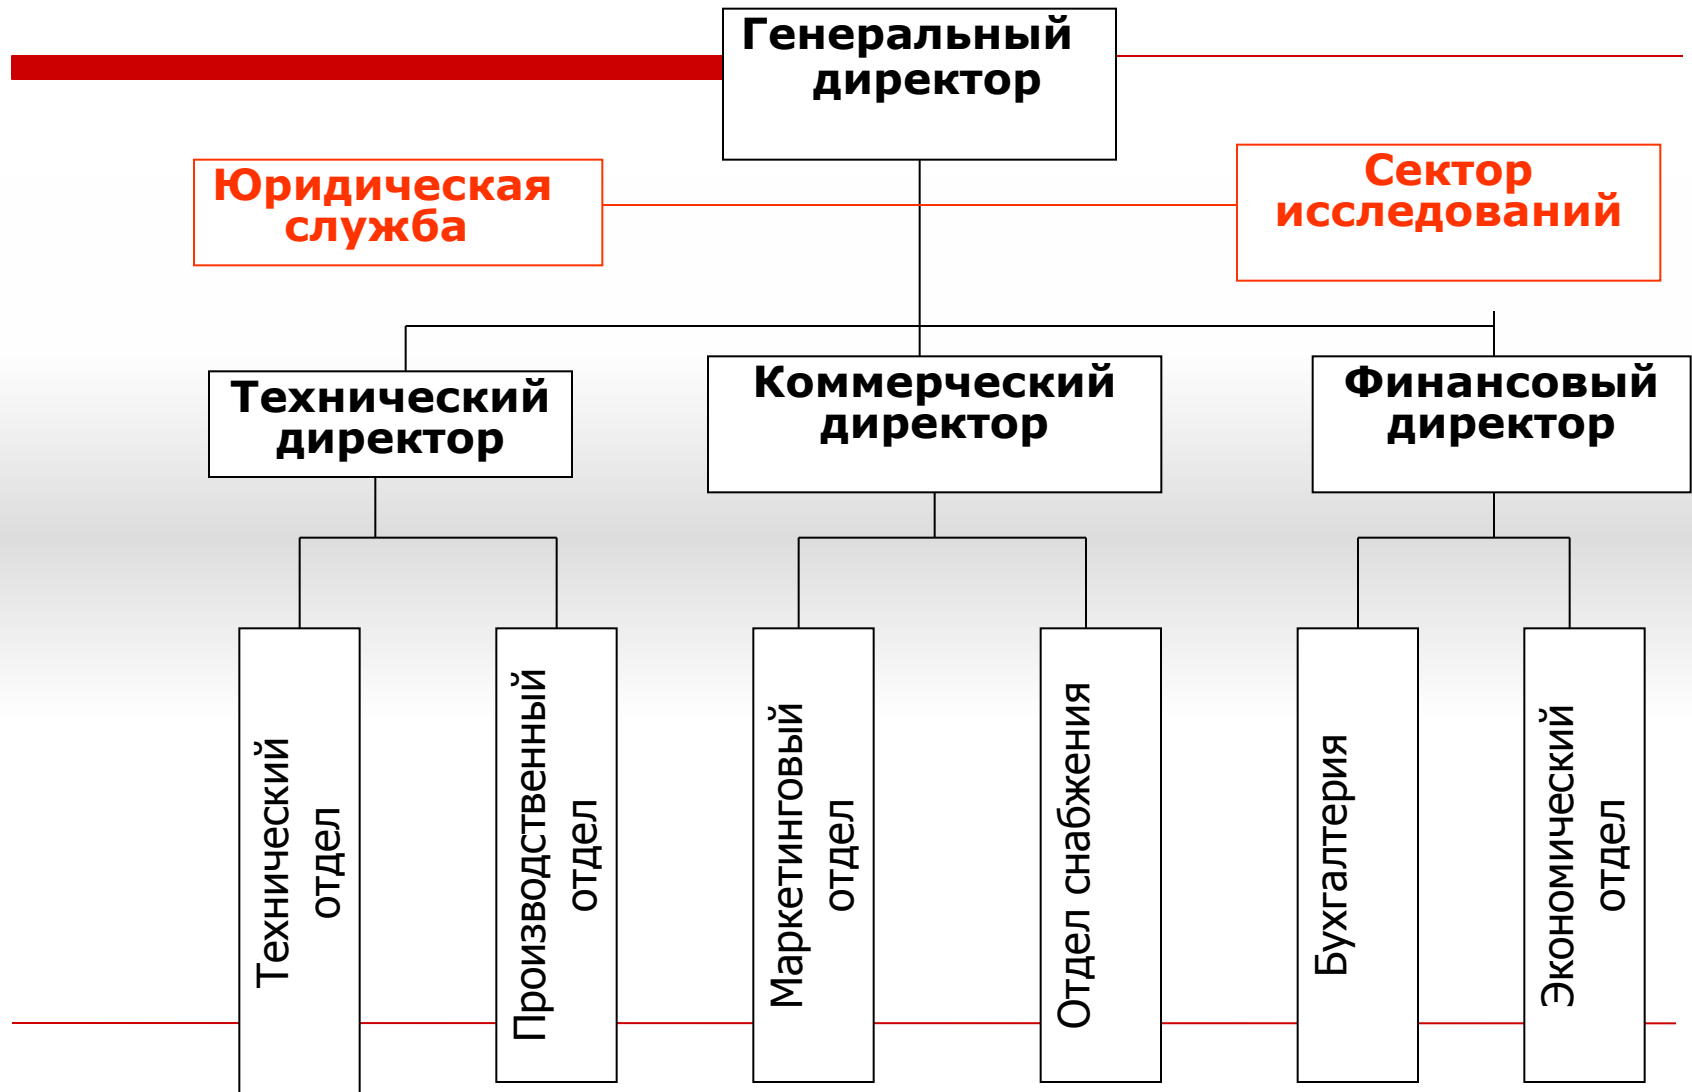 Генеральный
директор
Юридическая
служба
Сектор
исследований
Технический
директор
Коммерческий
директор
Финансовый
директор
Технический
отдел
Производственный
отдел
Маркетинговый
отдел
Отдел снабжения
Бухгалтерия
Экономический
отдел